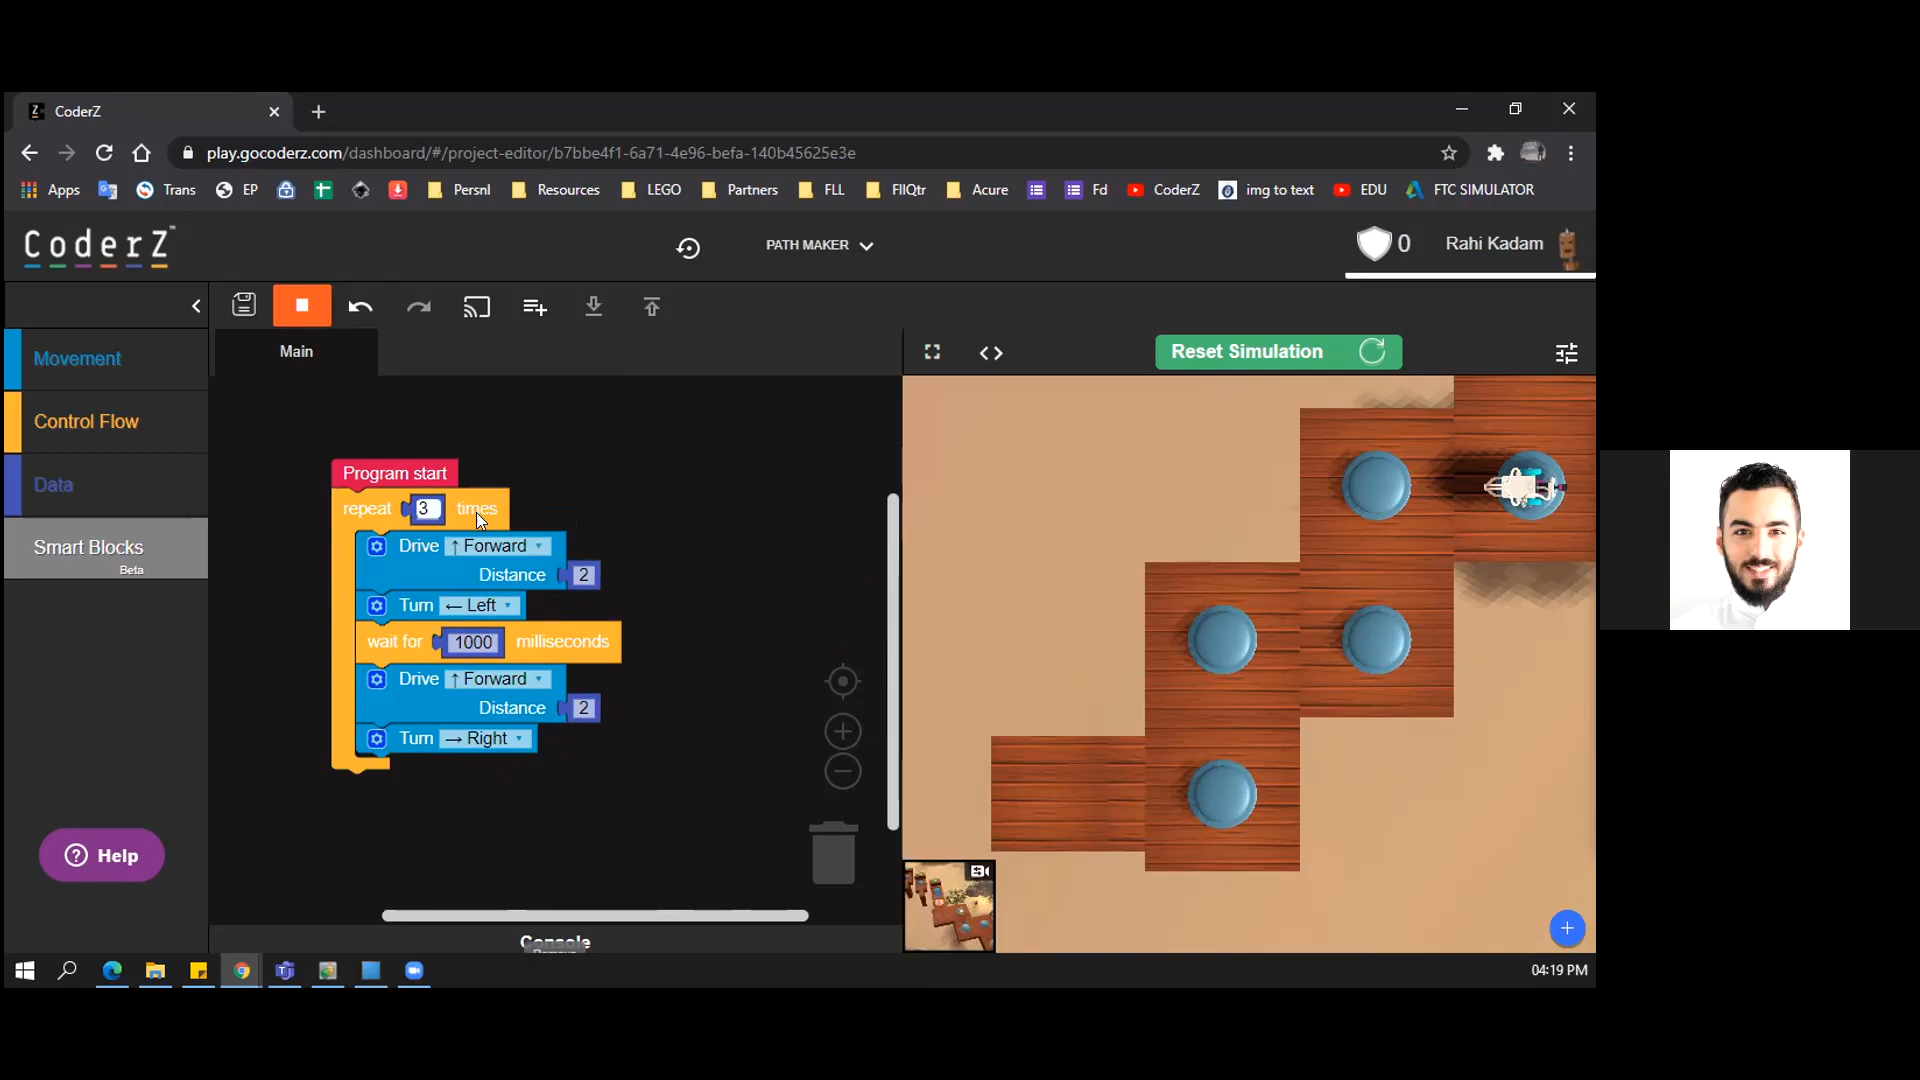 CoderZ
play.gocoderz.com/dashboard/#/project-editor/b7bbe4f1-6a71-4e96-befa-140b45625e3e
Apps Trans EP Persnl Resources LEGO Partners FLL FllQtr Acure Fd CoderZ img to text EDU FTC SIMULATOR
CoderZ™ PATH MAKER 0 Rahi Kadam
Main
Reset Simulation
Movement
Control Flow
Data
Smart Blocks
Beta
Program start
repeat 3 times
Drive ↑ Forward
Distance 2
Turn ← Left
wait for 1000 milliseconds
Drive ↑ Forward
Distance 2
Turn → Right
Help
Console
04:19 PM